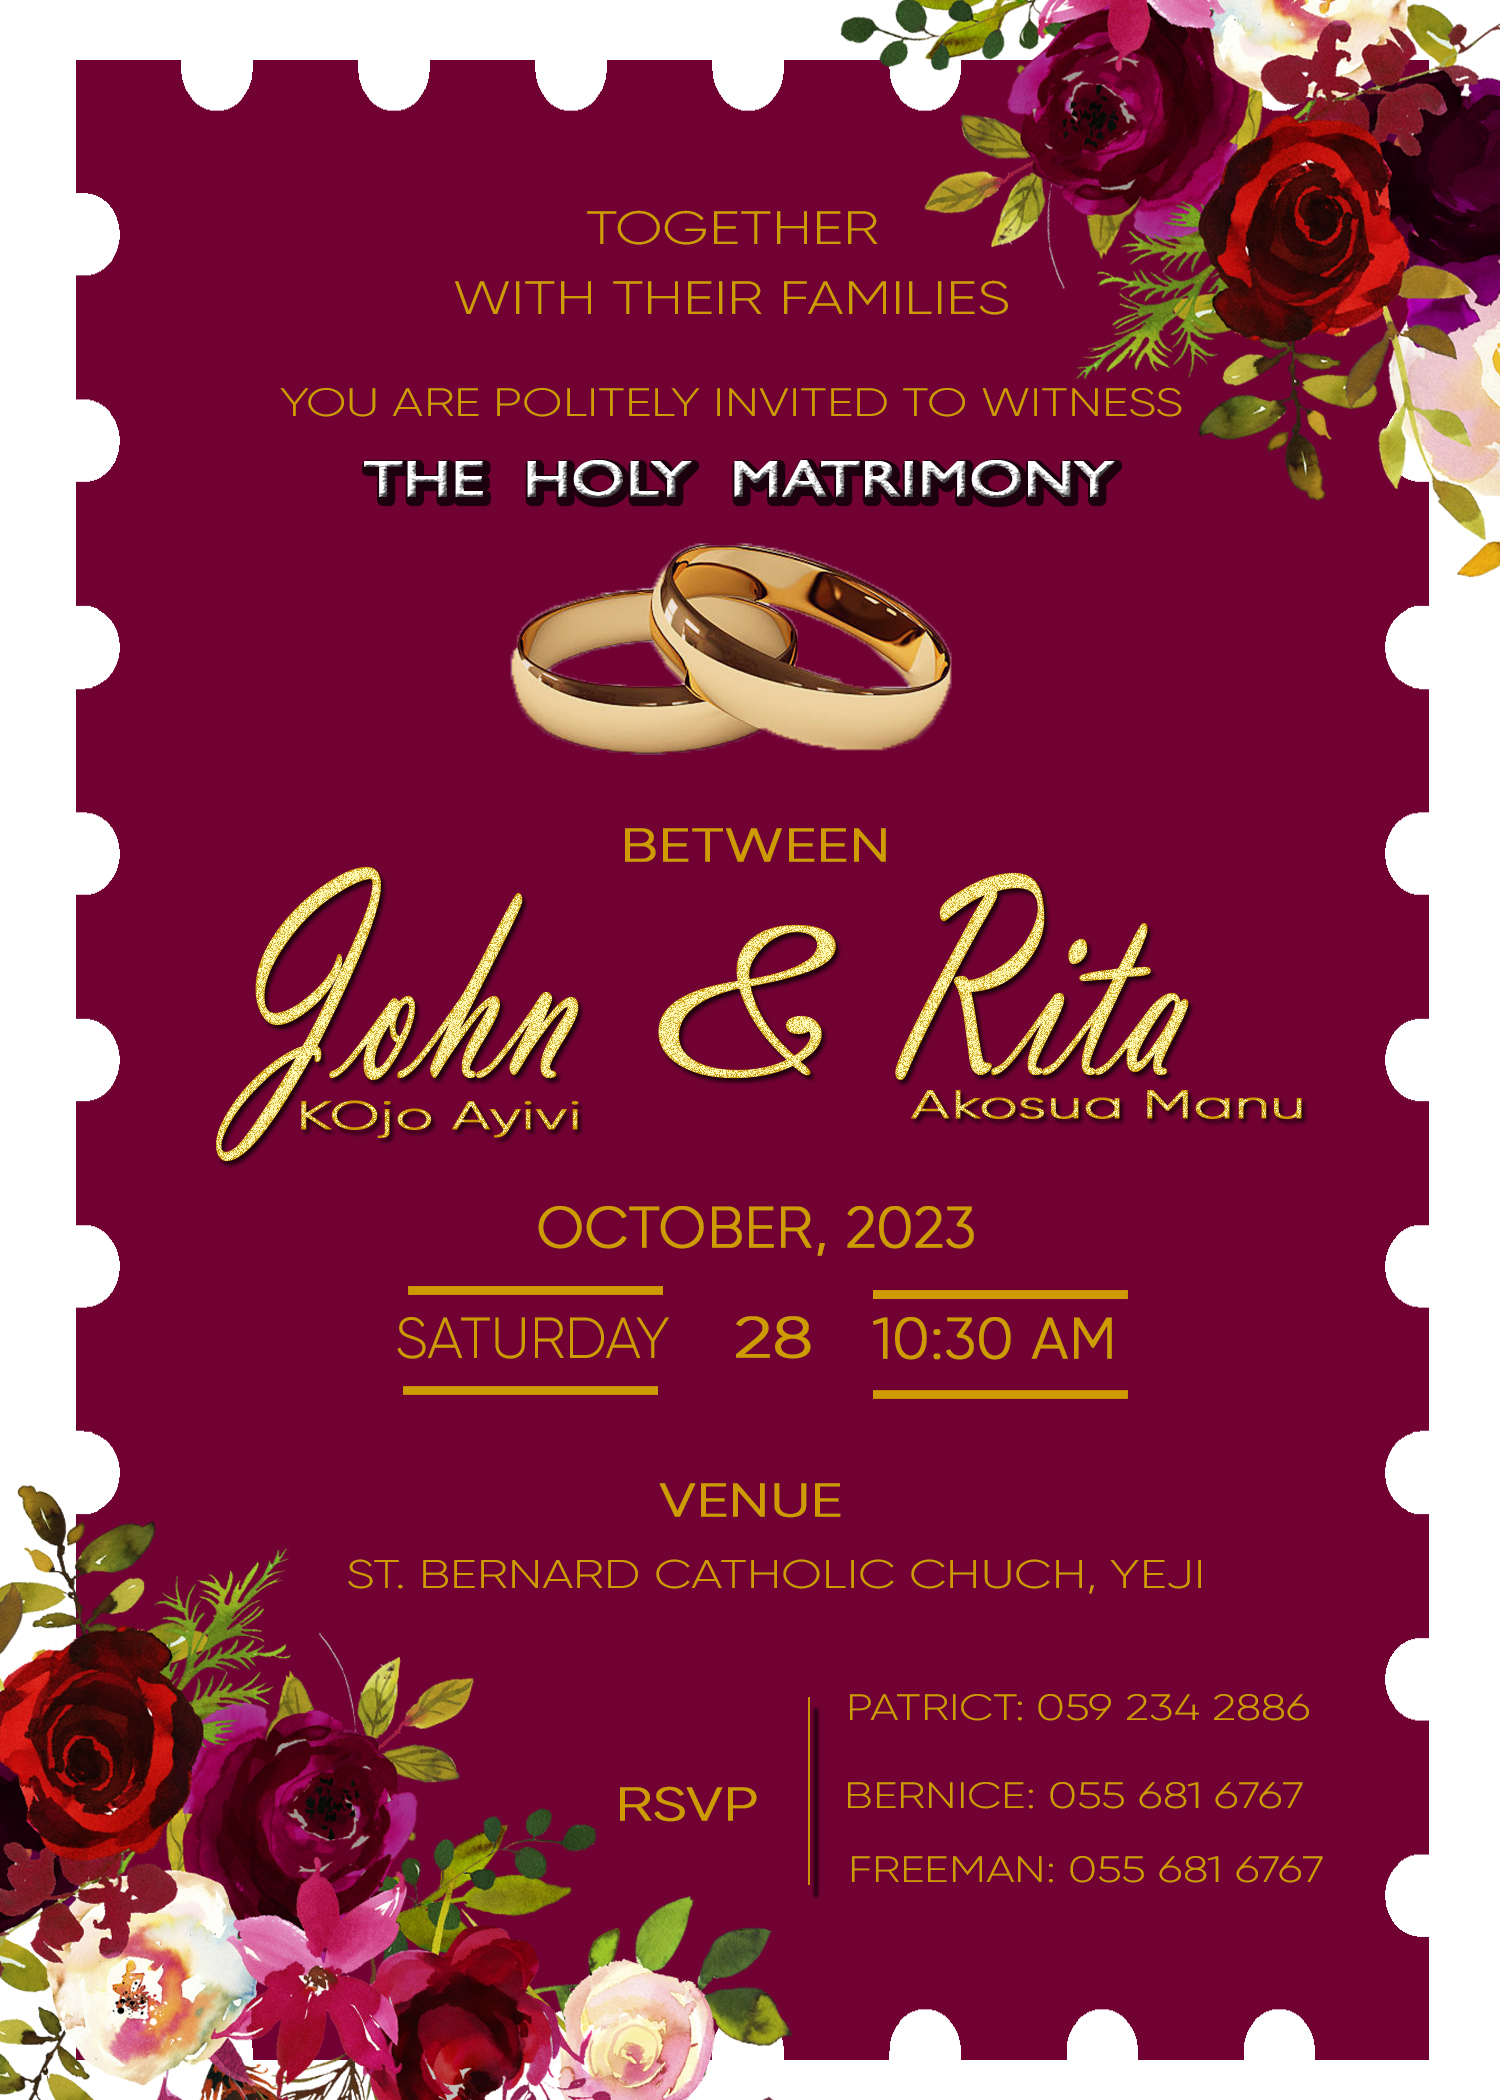 TOGETHER
WITH THEIR FAMILIES
YOU ARE POLITELY INVITED TO WITNESS
THE HOLY MATRIMONY
BETWEEN
John & Rita
KOjo Ayivi Akosua Manu
OCTOBER, 2023
SATURDAY 28 10:30 AM
VENUE
ST. BERNARD CATHOLIC CHUCH, YEJI
PATRICT: 059 234 2886
RSVP
BERNICE: 055 681 6767
FREEMAN: 055 681 6767